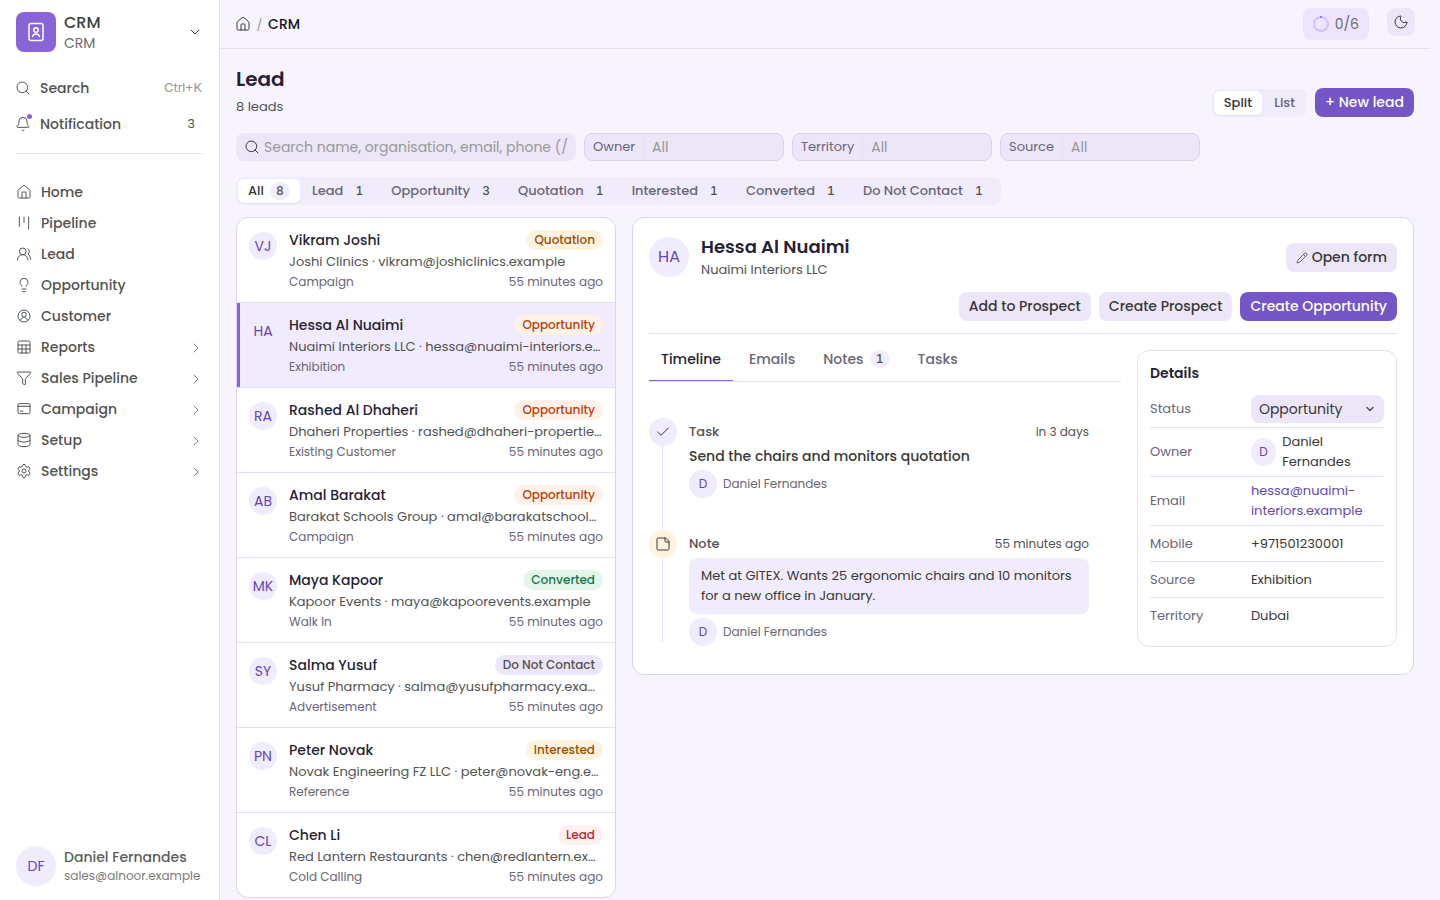 CRM
CRM
Search Ctrl+K
Notification 3
Home
Pipeline
Lead
Opportunity
Customer
Reports
Sales Pipeline
Campaign
Setup
Settings
DF Daniel Fernandes
sales@alnoor.example
/ CRM
0/6
Lead
8 leads
Split List + New lead
Search name, organisation, email, phone (/
Owner All
Territory All
Source All
All 8 Lead 1 Opportunity 3 Quotation 1 Interested 1 Converted 1 Do Not Contact 1
VJ Vikram Joshi Quotation
Joshi Clinics · vikram@joshiclinics.example
Campaign 55 minutes ago
HA Hessa Al Nuaimi Opportunity
Nuaimi Interiors LLC · hessa@nuaimi-interiors.e...
Exhibition 55 minutes ago
RA Rashed Al Dhaheri Opportunity
Dhaheri Properties · rashed@dhaheri-propertie...
Existing Customer 55 minutes ago
AB Amal Barakat Opportunity
Barakat Schools Group · amal@barakatschool...
Campaign 55 minutes ago
MK Maya Kapoor Converted
Kapoor Events · maya@kapoorevents.example
Walk In 55 minutes ago
SY Salma Yusuf Do Not Contact
Yusuf Pharmacy · salma@yusufpharmacy.exa...
Advertisement 55 minutes ago
PN Peter Novak Interested
Novak Engineering FZ LLC · peter@novak-eng.e...
Reference 55 minutes ago
CL Chen Li Lead
Red Lantern Restaurants · chen@redlantern.ex...
Cold Calling 55 minutes ago
HA Hessa Al Nuaimi
Nuaimi Interiors LLC
Open form
Add to Prospect Create Prospect Create Opportunity
Timeline Emails Notes 1 Tasks
Task in 3 days
Send the chairs and monitors quotation
D Daniel Fernandes
Note 55 minutes ago
Met at GITEX. Wants 25 ergonomic chairs and 10 monitors
for a new office in January.
D Daniel Fernandes
Details
Status Opportunity
Owner D Daniel
Fernandes
Email hessa@nuaimi-
interiors.example
Mobile +971501230001
Source Exhibition
Territory Dubai